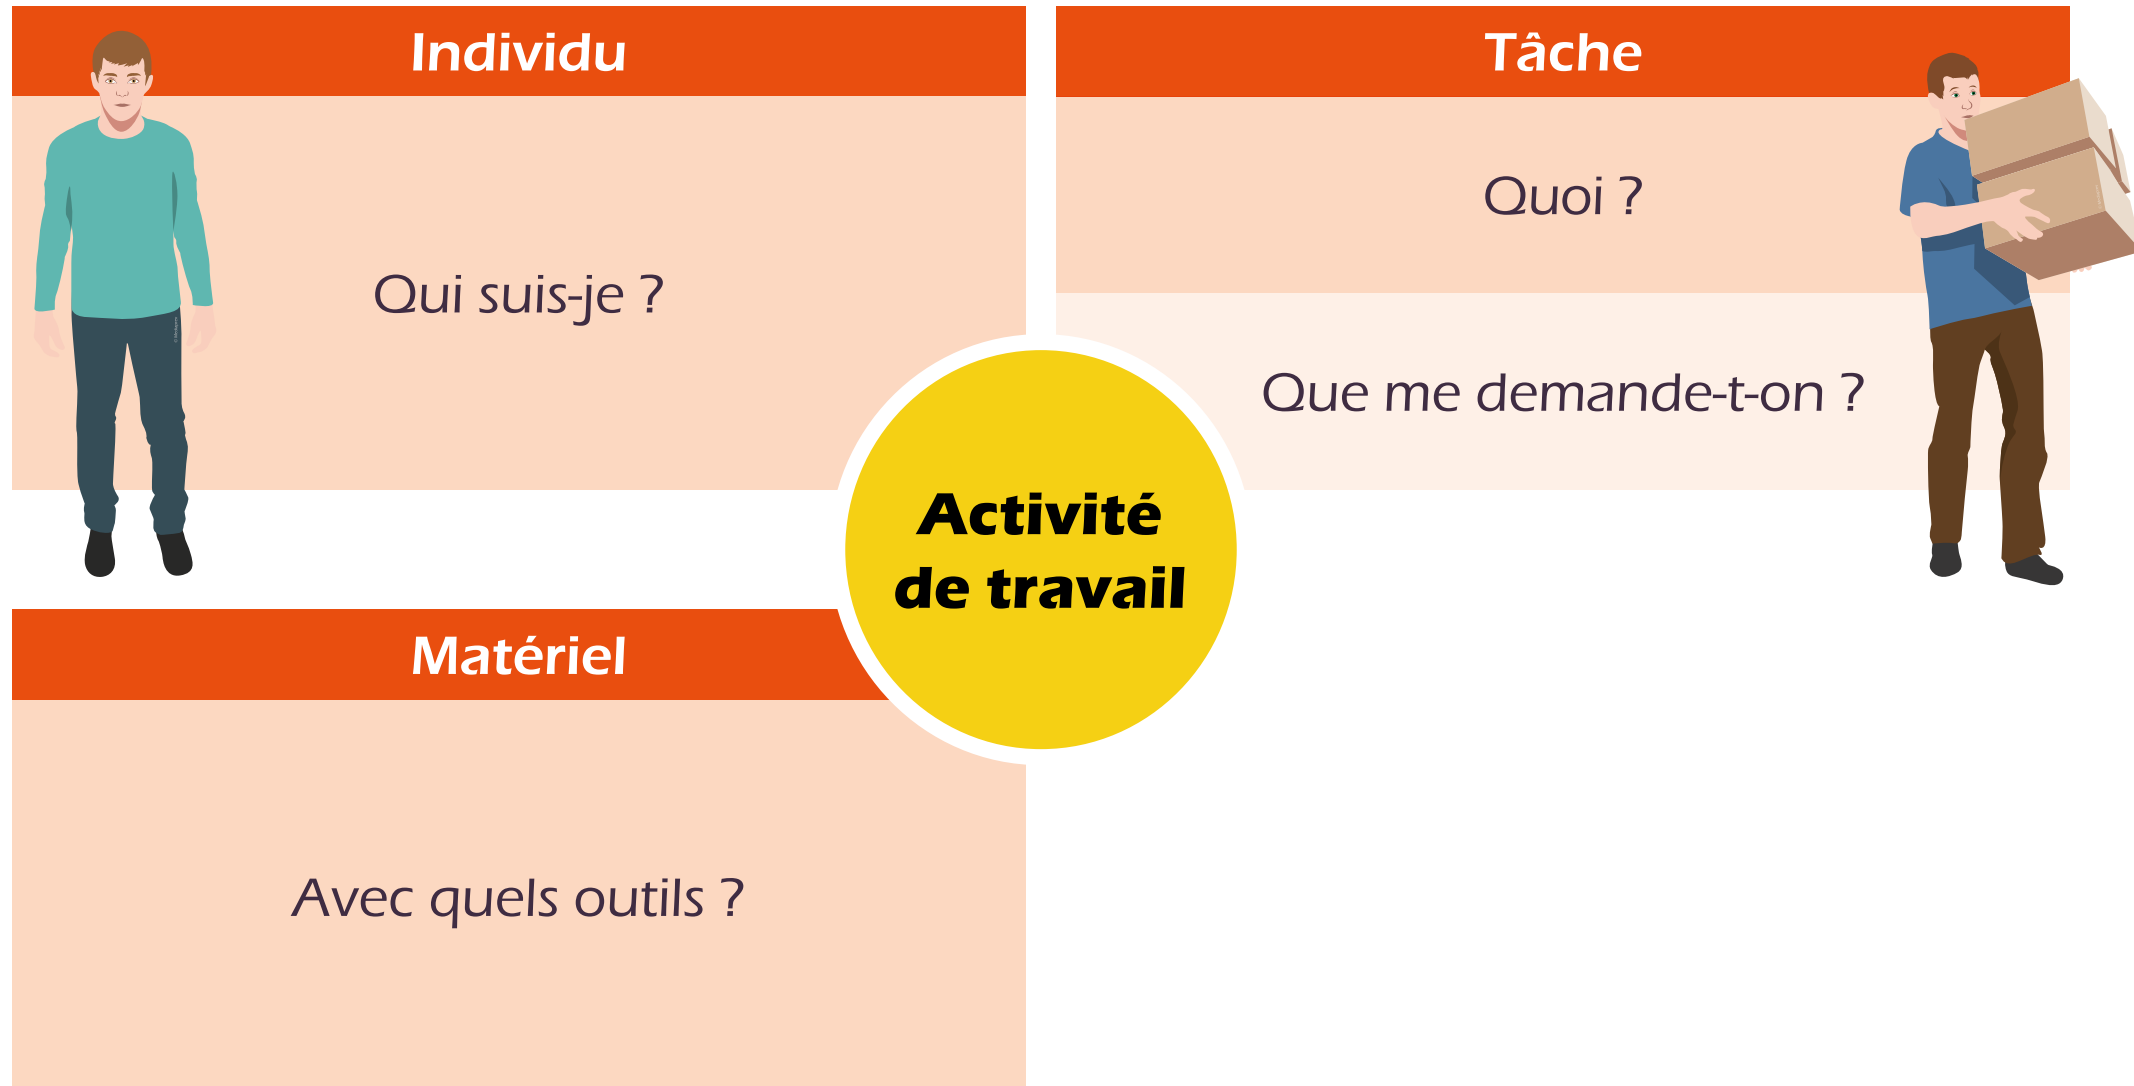 Individu
Qui suis-je ?
Tâche
Quoi ?
Que me demande-t-on ?
Activité
de travail
Matériel
Avec quels outils ?